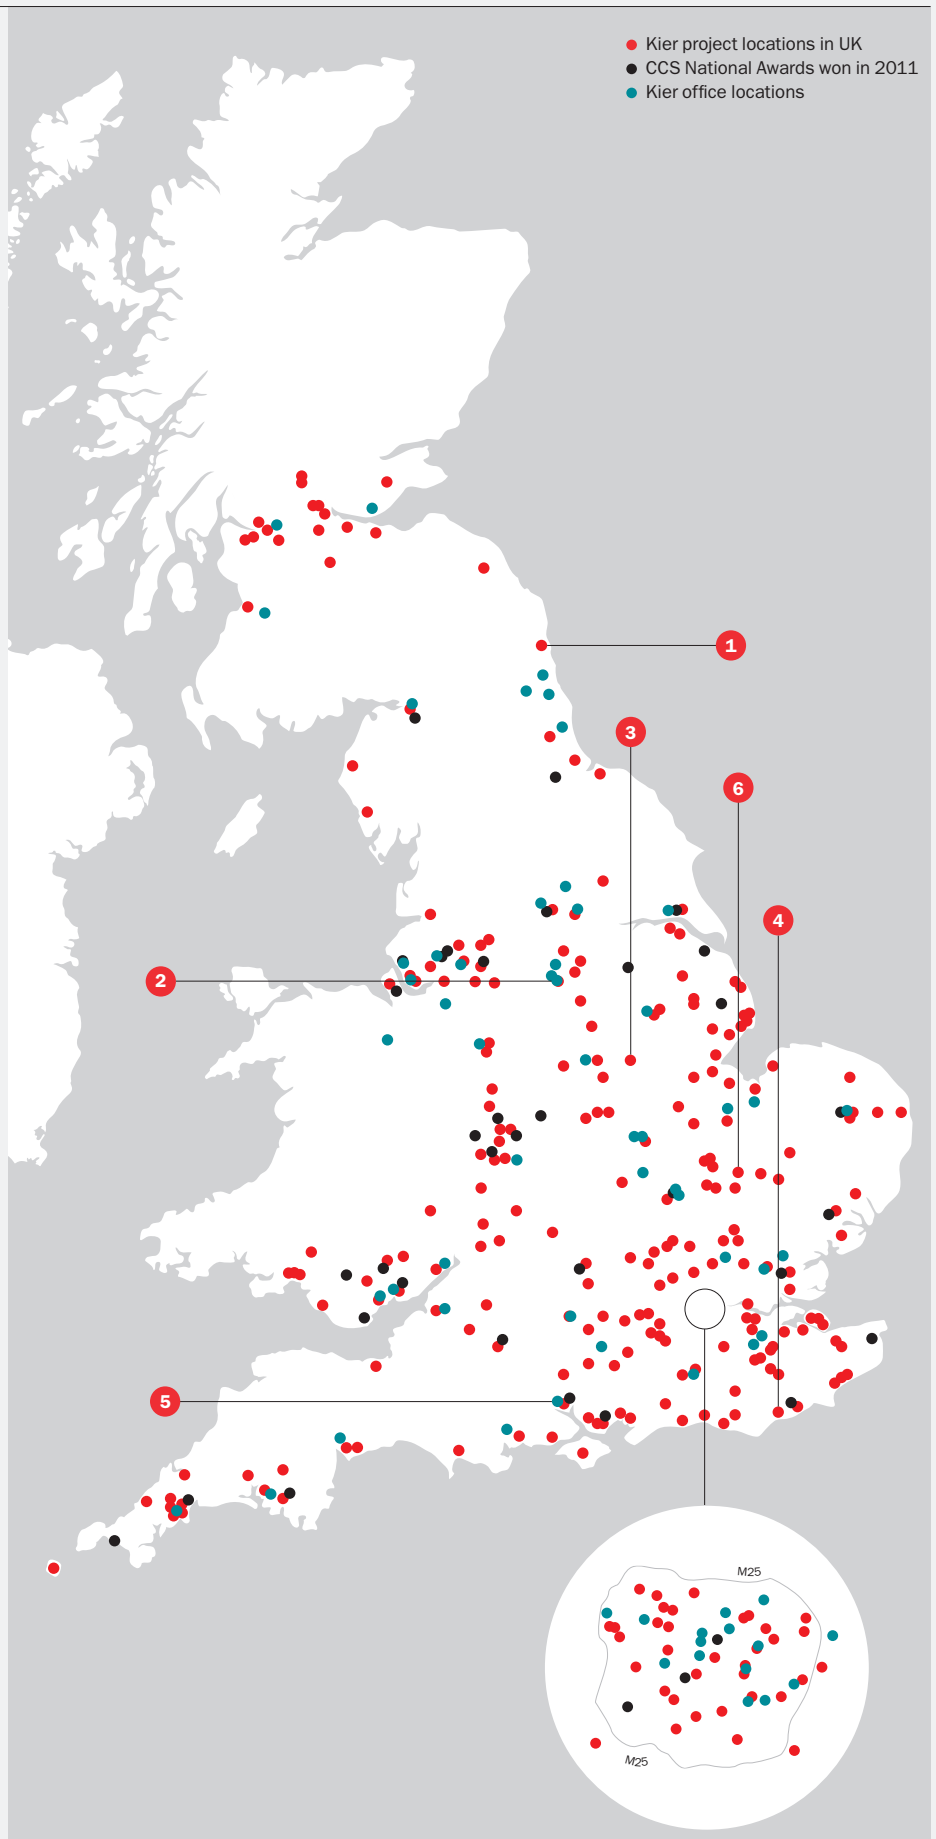 Kier project locations in UK
CCS National Awards won in 2011
Kier office locations
1
3
6
4
2
5
M25
M25